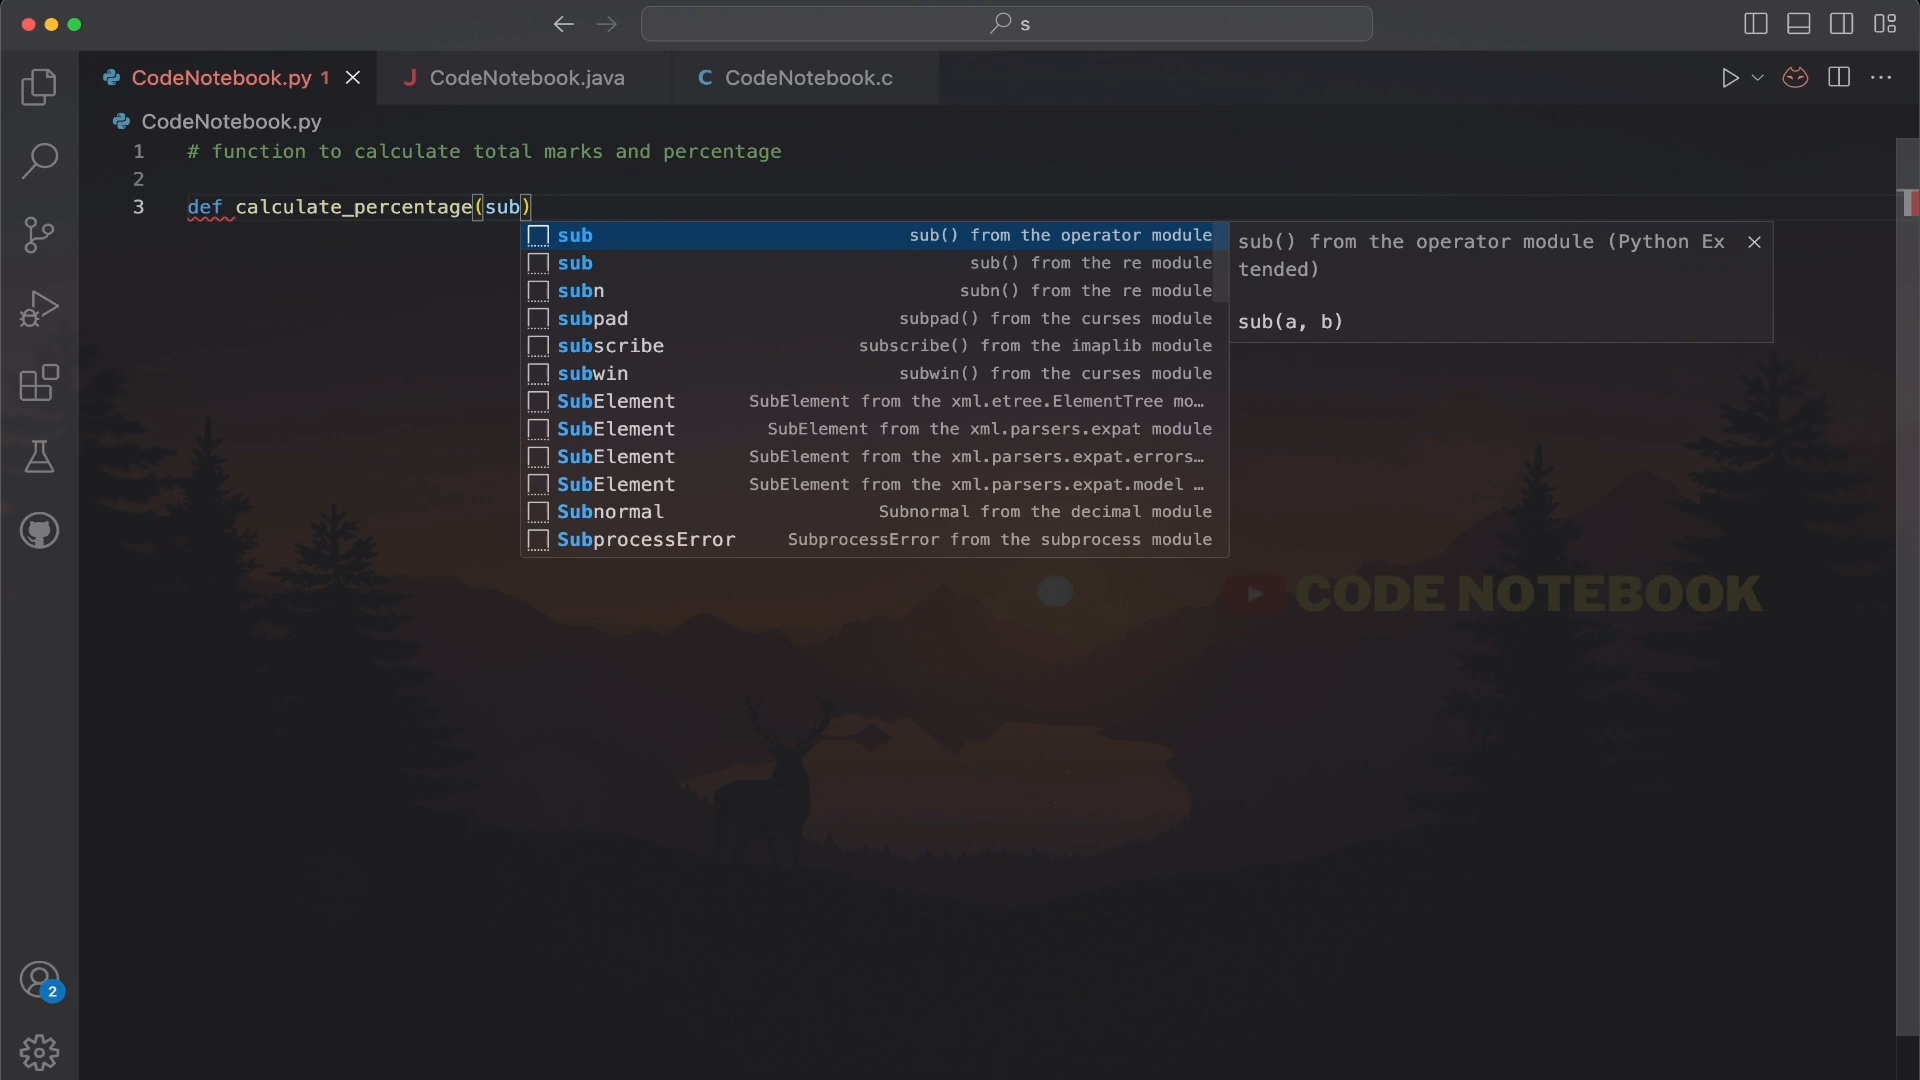 s
CodeNotebook.py 1 CodeNotebook.java CodeNotebook.c
CodeNotebook.py
1 # function to calculate total marks and percentage
2
3 def calculate_percentage(sub)
sub sub() from the operator module
sub sub() from the re module
subn subn() from the re module
subpad subpad() from the curses module
subscribe subscribe() from the imaplib module
subwin subwin() from the curses module
SubElement SubElement from the xml.etree.ElementTree mo…
SubElement SubElement from the xml.parsers.expat module
SubElement SubElement from the xml.parsers.expat.errors…
SubElement SubElement from the xml.parsers.expat.model …
Subnormal Subnormal from the decimal module
SubprocessError SubprocessError from the subprocess module
sub() from the operator module (Python Ex
tended)
sub(a, b)
CODE NOTEBOOK
2